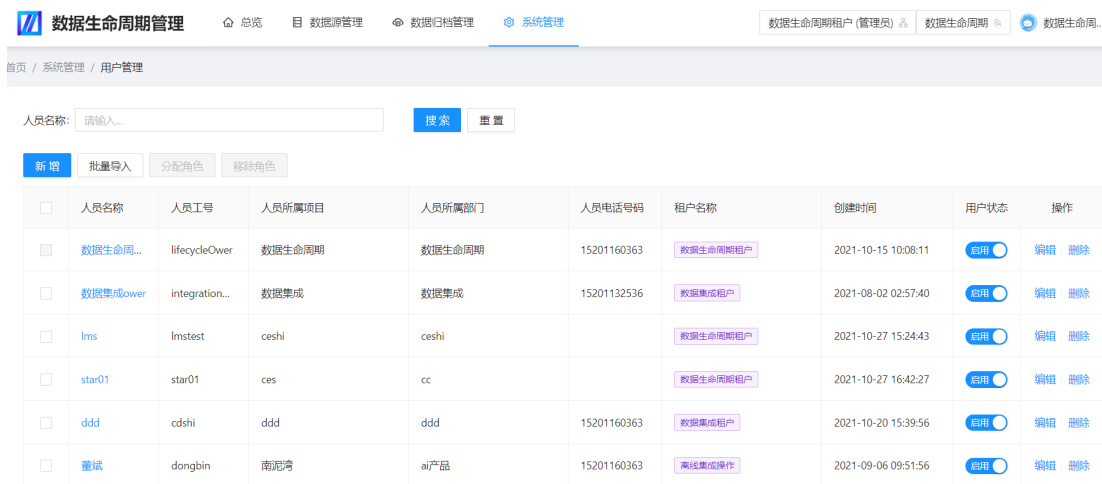 数据生命周期管理 总览 数据源管理 数据归档管理 系统管理 数据生命周期租户 (管理员) 数据生命周期 数据生命周..
首页 / 系统管理 / 用户管理
人员名称: 请输入... 搜索 重置
新增 批量导入 分配角色 移除角色
人员名称 人员工号 人员所属项目 人员所属部门 人员电话号码 租户名称 创建时间 用户状态 操作
数据生命周... lifecycleOwer 数据生命周期 数据生命周期 15201160363 数据生命周期租户 2021-10-15 10:08:11 启用 编辑 删除
数据集成ower integration... 数据集成 数据集成 15201132536 数据集成租户 2021-08-02 02:57:40 启用 编辑 删除
lms lmstest ceshi ceshi 数据生命周期租户 2021-10-27 15:24:43 启用 编辑 删除
star01 star01 ces cc 数据生命周期租户 2021-10-27 16:42:27 启用 编辑 删除
ddd cdshi ddd ddd 15201160363 数据集成租户 2021-10-20 15:39:56 启用 编辑 删除
董斌 dongbin 南泥湾 ai产品 15201160363 离线集成操作 2021-09-06 09:51:56 启用 编辑 删除